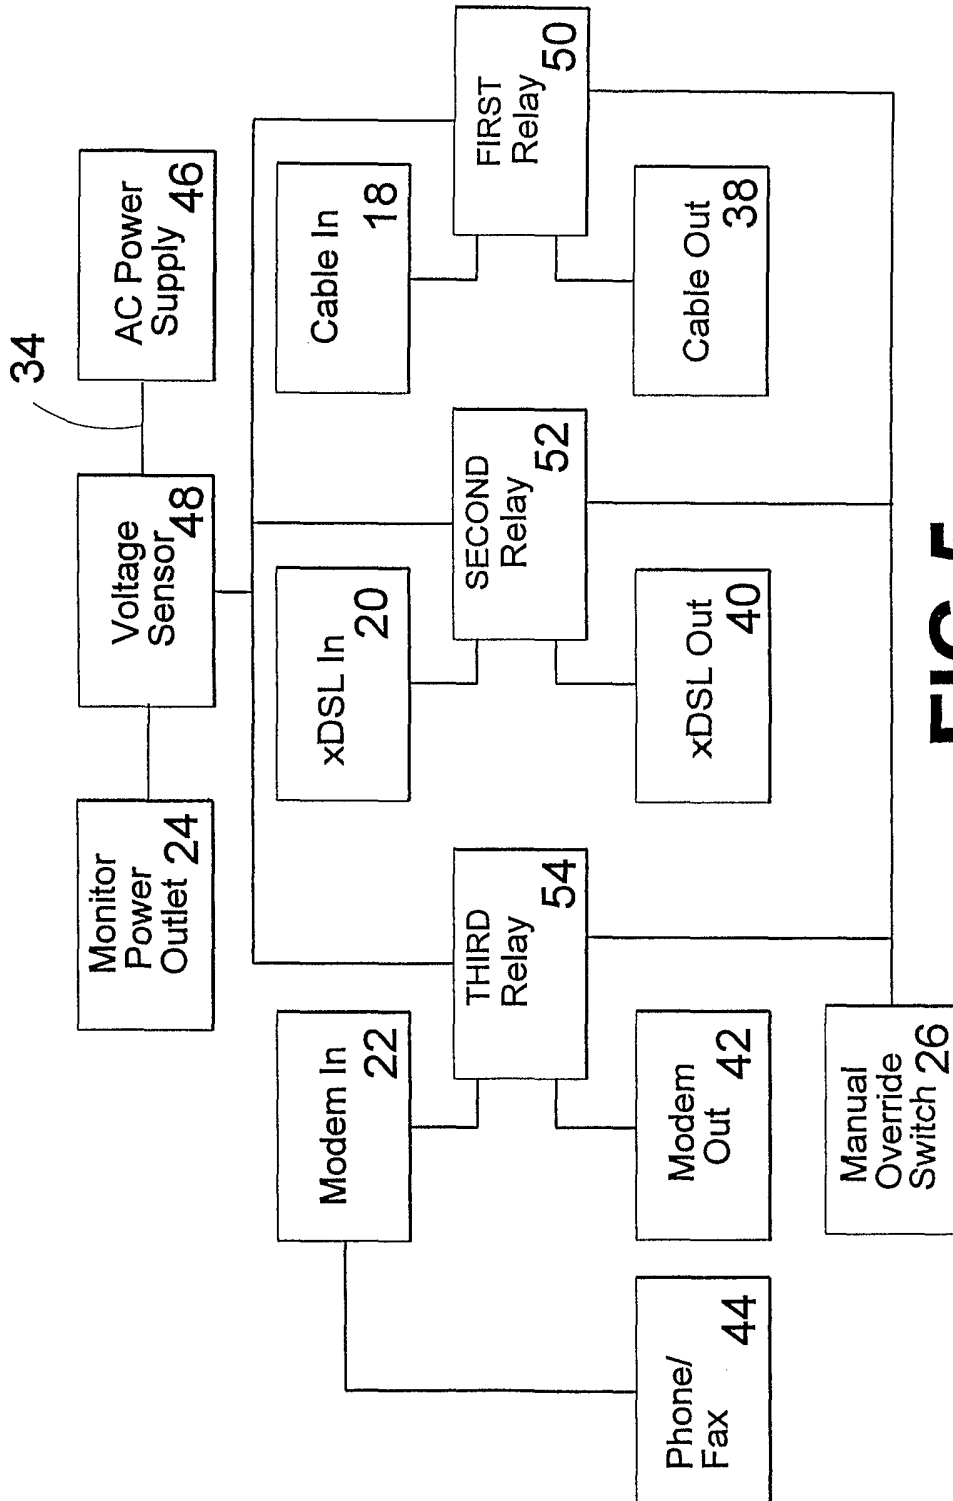 34
Monitor
Power
Outlet 24
Voltage
Sensor 48
AC Power
Supply 46
Modem In
22
xDSL In
20
Cable In
18
THIRD
Relay
54
SECOND
Relay
52
FIRST
Relay
50
Phone/
Fax
44
Modem
Out
42
xDSL Out
40
Cable Out
38
Manual
Override
Switch 26
FIG 5